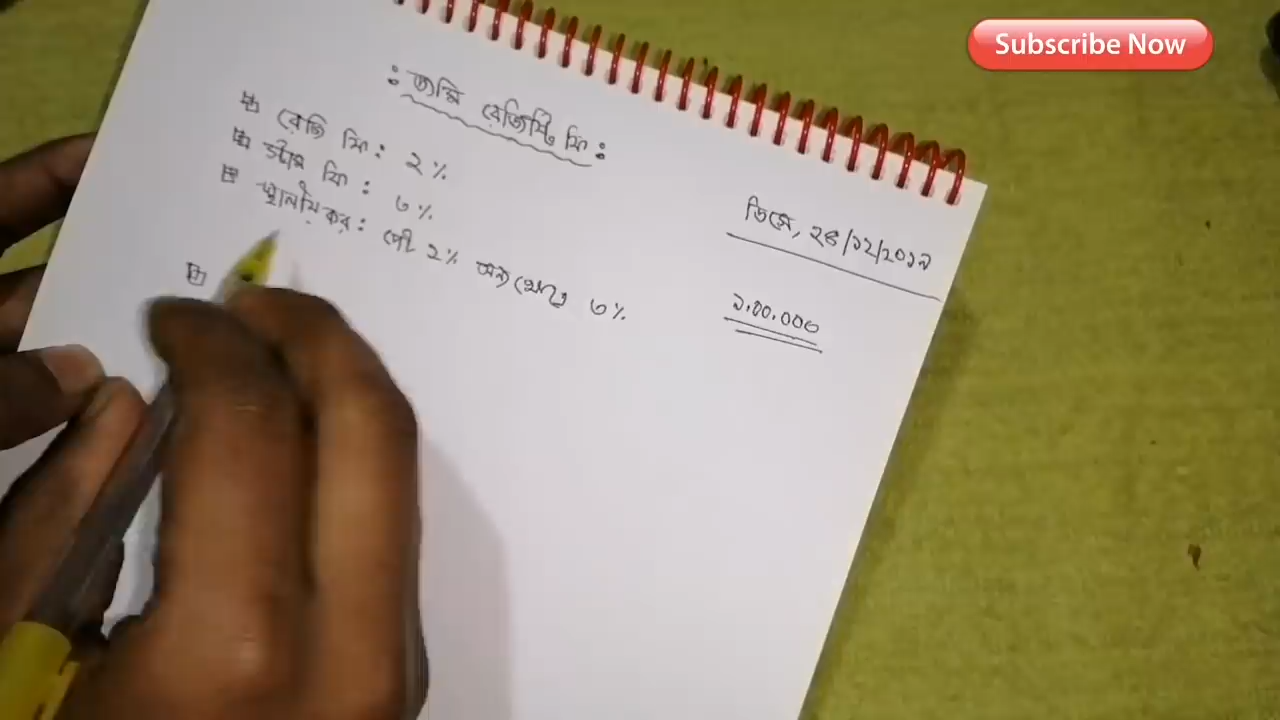 Subscribe Now
: জমি রেজিস্ট্রি ফি :
রেজি ফি : ২%
স্টাম্প ফি : ৩%
স্থানীয় কর : পৌ ২% অন্যক্ষেত্রে ৩%
ডিসে, ২৪/১২/২০১৯
১,০০,০০০